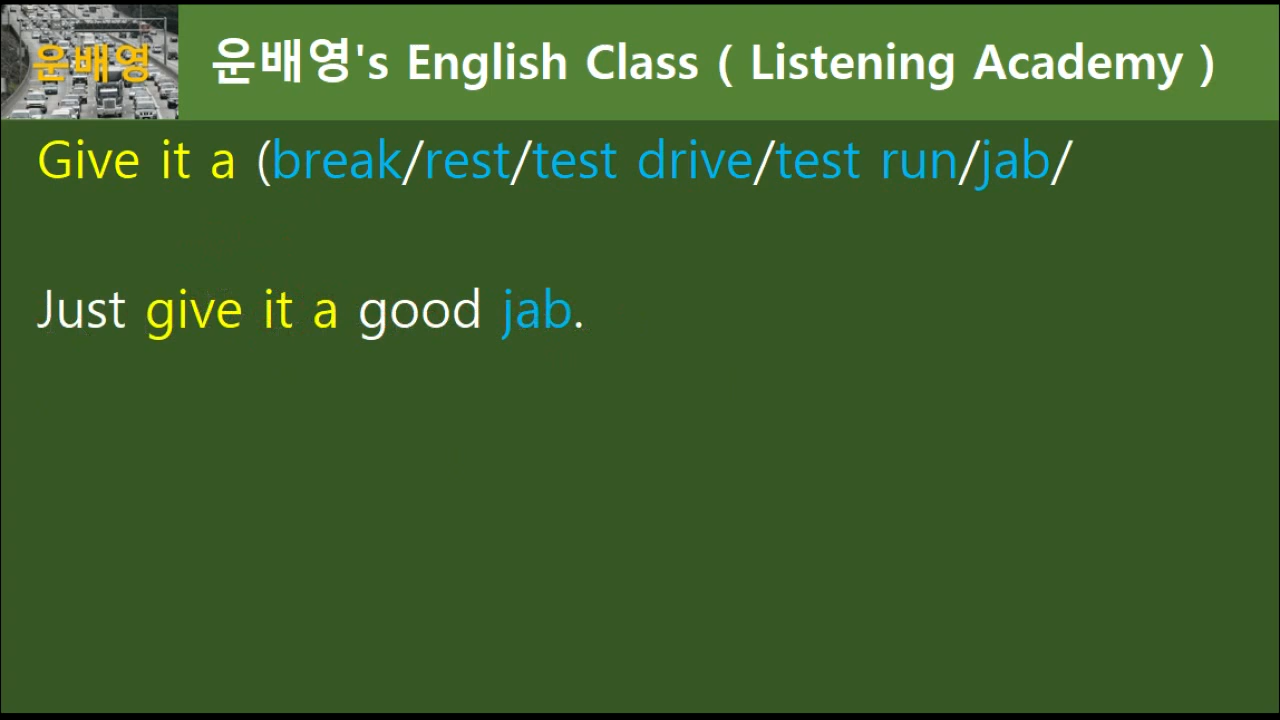 운배영
운배영's English Class ( Listening Academy )
Give it a (break/rest/test drive/test run/jab/
Just give it a good jab.